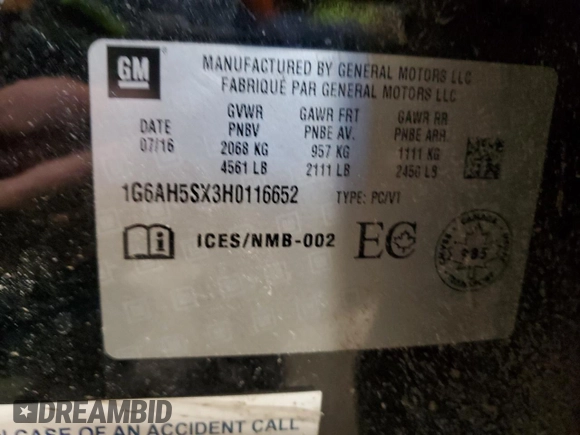 GM
MANUFACTURED BY GENERAL MOTORS LLC
FABRIQUÉ PAR GENERAL MOTORS LLC
DATE
07/16
GVWR
PNBV
2068 KG
4561 LB
GAWR FRT
PNBE AV.
957 KG
2111 LB
GAWR RR
PNBE ARR.
1111 KG
2450 LB
1G6AH5SX3H0116652 TYPE: PC/V1
i ICES/NMB-002 EC
CANADA
DREAMBID
CASE OF AN ACCIDENT CALL